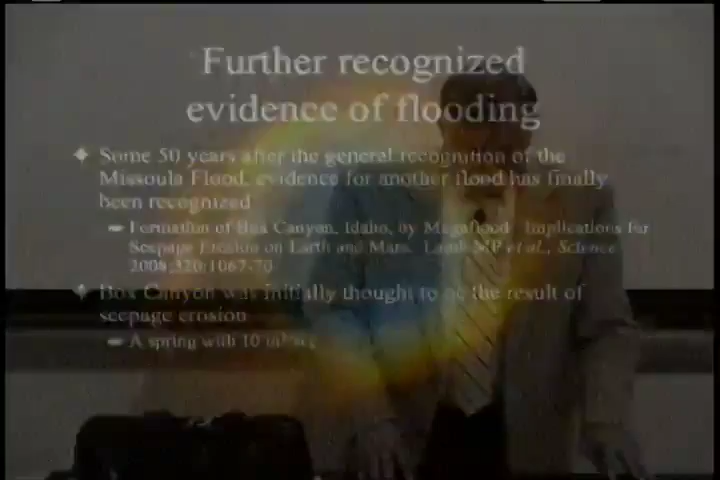 Further recognized
evidence of flooding
Some 50 years after the general recognition of the
Missoula Flood, evidence for another flood has finally
been recognized
Formation of Box Canyon, Idaho, by Megaflood: Implications for
Seepage Erosion on Earth and Mars. Lamb MP et al., Science
2008;320:1067-70
Box Canyon was initially thought to be the result of
seepage erosion
A spring with 10